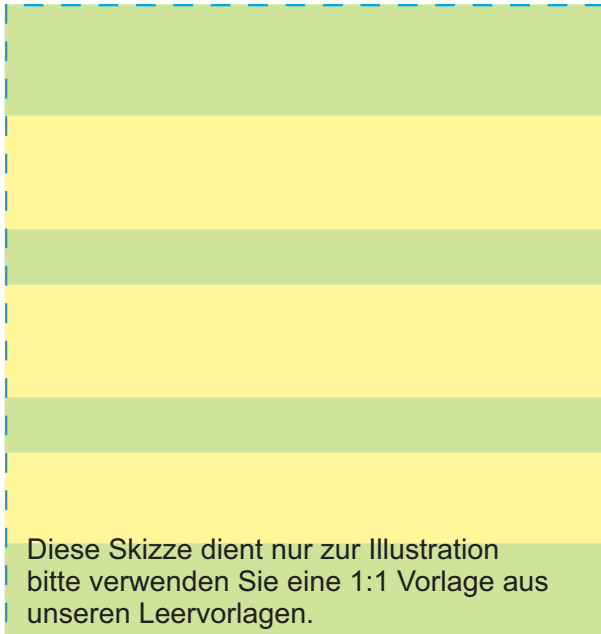 Diese Skizze dient nur zur Illustration
bitte verwenden Sie eine 1:1 Vorlage aus
unseren Leervorlagen.